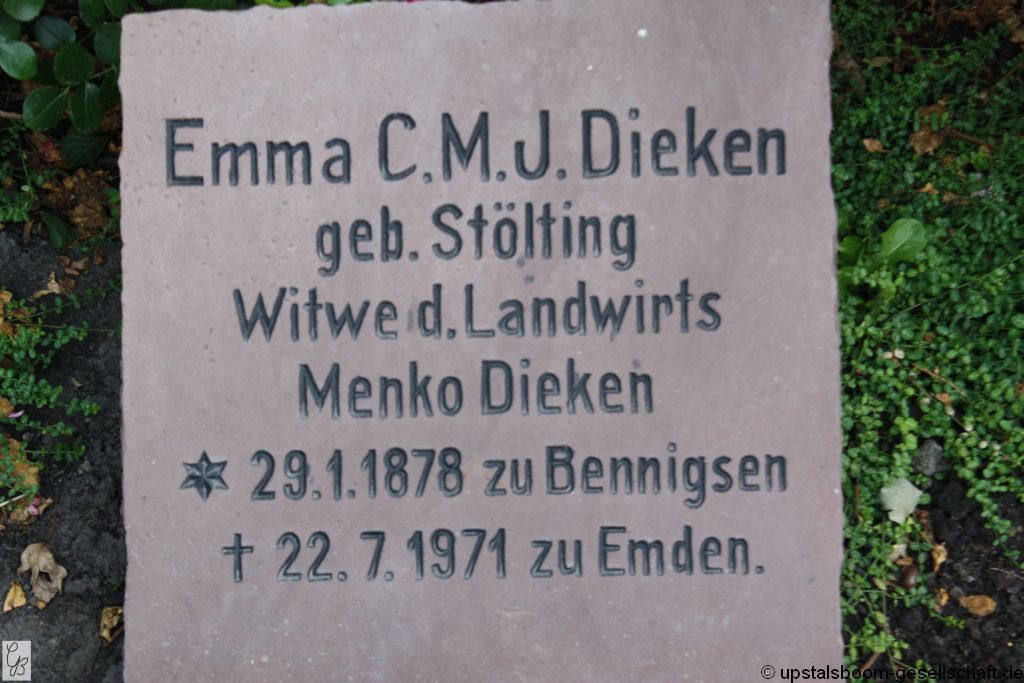 Emma C.M.J. Dieken
geb. Stölting
Witwe d. Landwirts
Menko Dieken
* 29.1.1878 zu Bennigsen
† 22.7.1971 zu Emden.
GB
© upstalsboom-gesellschaft.de